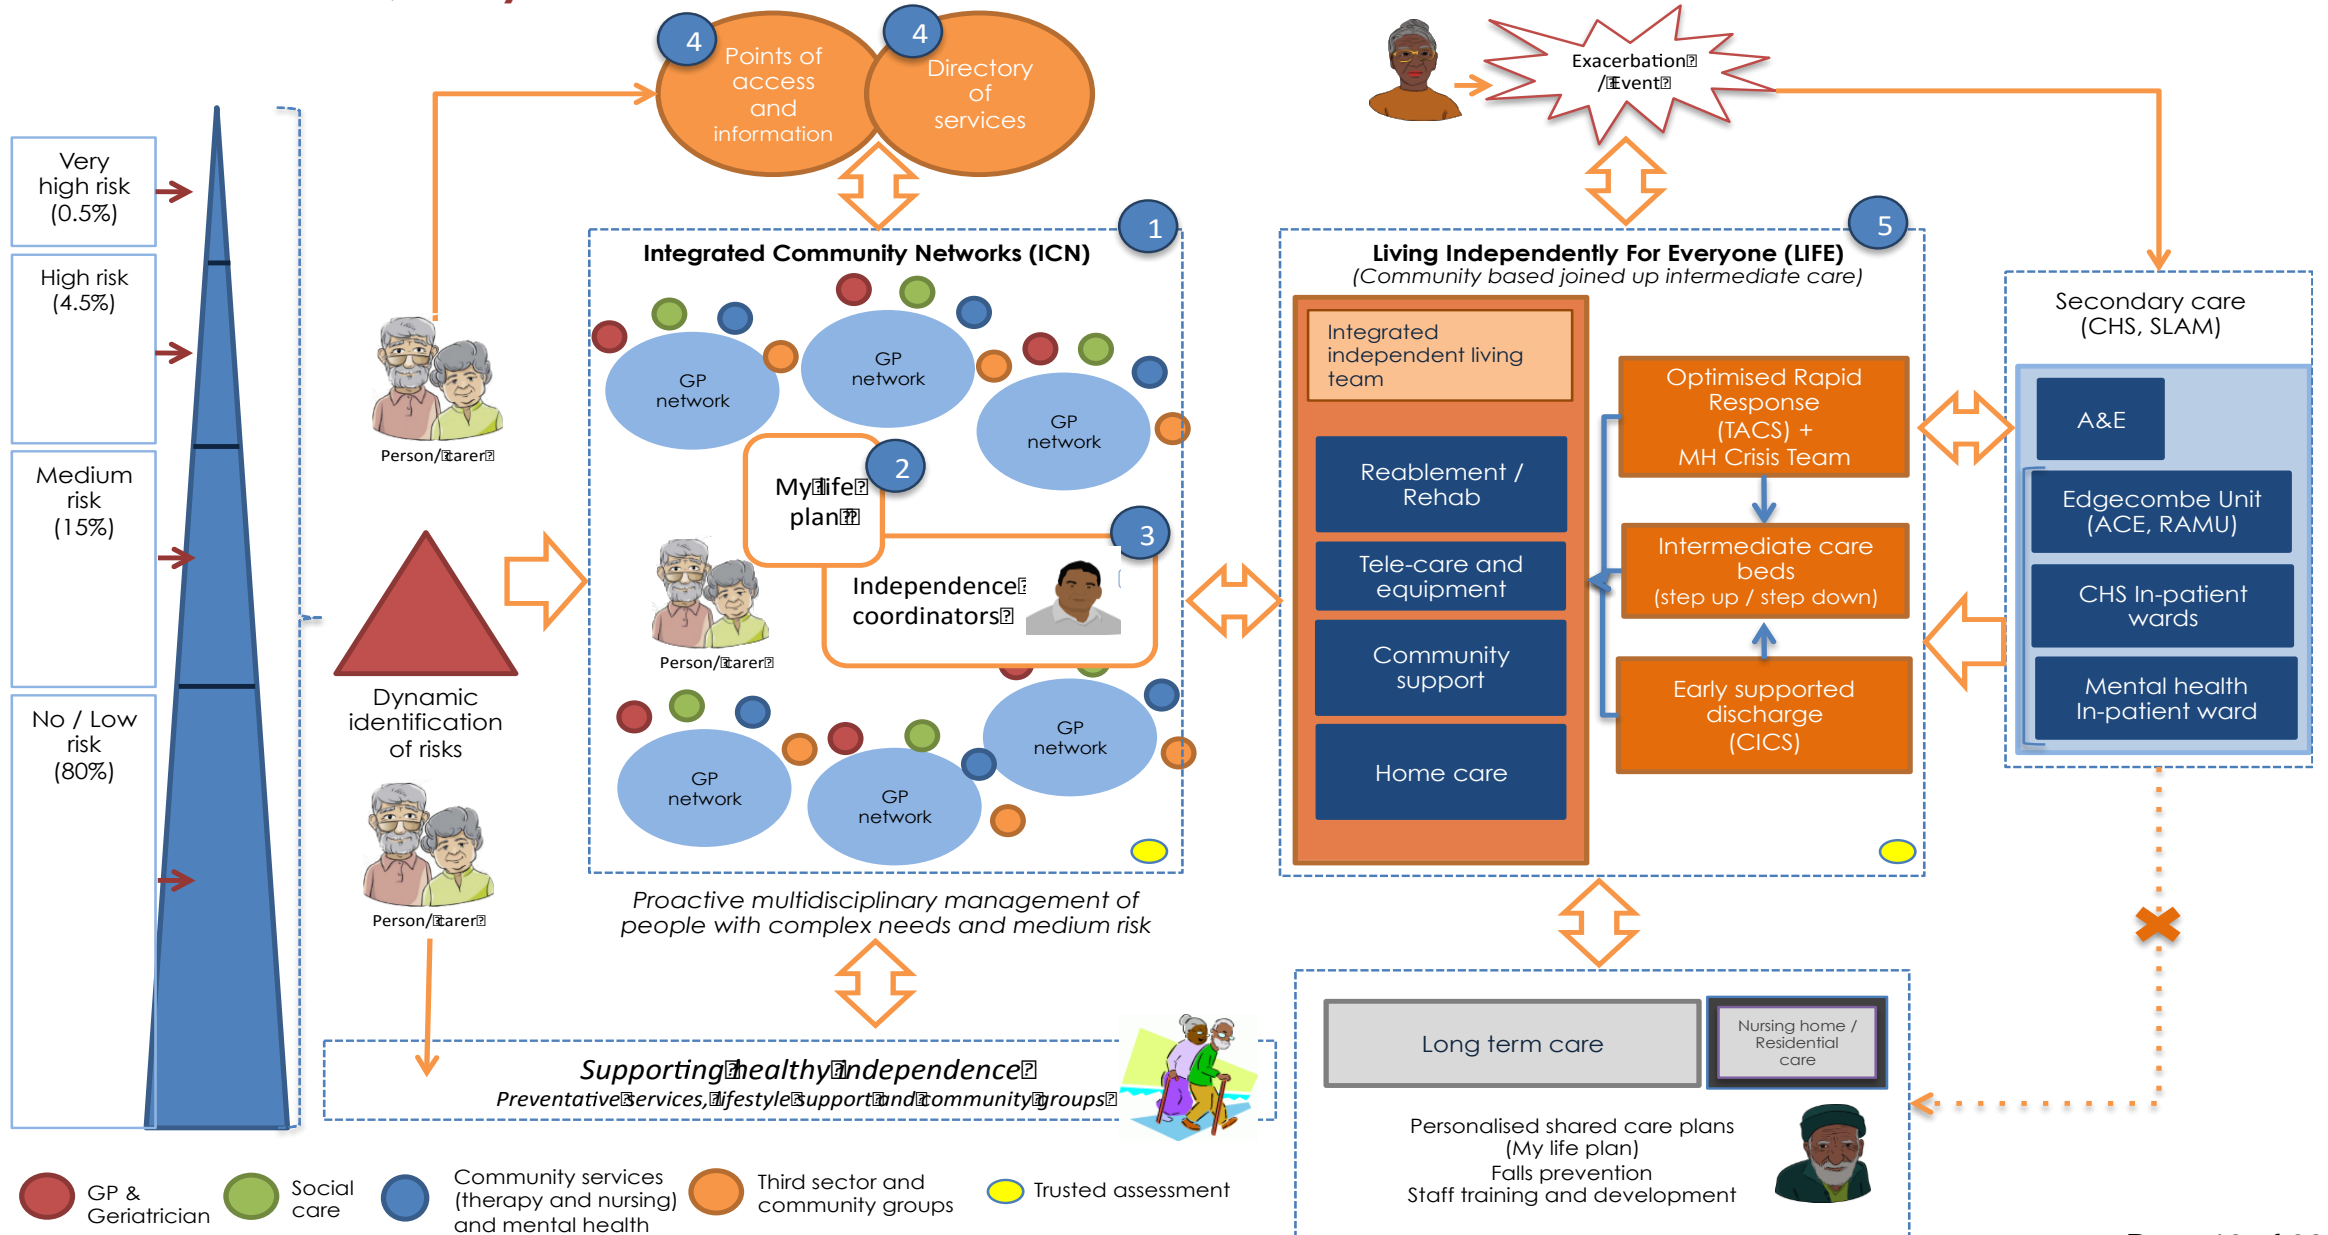 4
Points of
access
and
information
4
Directory
of
services
Exacerbation
/ Event
Very
high risk
(0.5%)
High risk
(4.5%)
Medium
risk
(15%)
No / Low
risk
(80%)
Person/ carer
Dynamic
identification
of risks
Person/ carer
1
Integrated Community Networks (ICN)
GP
network
GP
network
GP
network
2
My life
plan
3
Independence
coordinators
Person/ carer
GP
network
GP
network
GP
network
Proactive multidisciplinary management of
people with complex needs and medium risk
Supporting healthy independence
Preventative services, lifestyle support and community groups
5
Living Independently For Everyone (LIFE)
(Community based joined up intermediate care)
Integrated
independent living
team
Reablement /
Rehab
Tele-care and
equipment
Community
support
Home care
Optimised Rapid
Response
(TACS) +
MH Crisis Team
Intermediate care
beds
(step up / step down)
Early supported
discharge
(CICS)
Secondary care
(CHS, SLAM)
A&E
Edgecombe Unit
(ACE, RAMU)
CHS In-patient
wards
Mental health
In-patient ward
Long term care
Nursing home /
Residential
care
Personalised shared care plans
(My life plan)
Falls prevention
Staff training and development
GP &
Geriatrician
Social
care
Community services
(therapy and nursing)
and mental health
Third sector and
community groups
Trusted assessment